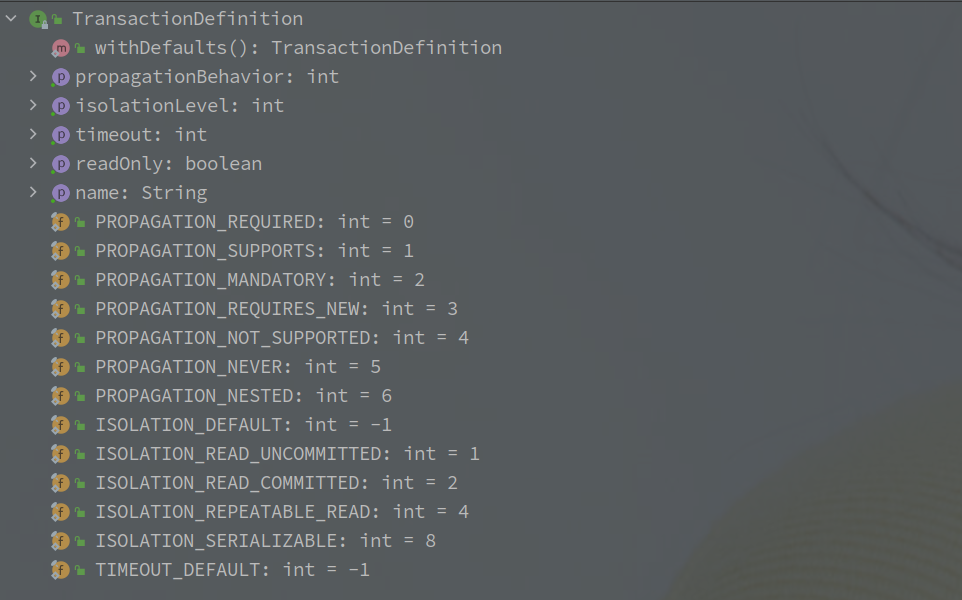 TransactionDefinition
withDefaults(): TransactionDefinition
propagationBehavior: int
isolationLevel: int
timeout: int
readOnly: boolean
name: String
PROPAGATION_REQUIRED: int = 0
PROPAGATION_SUPPORTS: int = 1
PROPAGATION_MANDATORY: int = 2
PROPAGATION_REQUIRES_NEW: int = 3
PROPAGATION_NOT_SUPPORTED: int = 4
PROPAGATION_NEVER: int = 5
PROPAGATION_NESTED: int = 6
ISOLATION_DEFAULT: int = -1
ISOLATION_READ_UNCOMMITTED: int = 1
ISOLATION_READ_COMMITTED: int = 2
ISOLATION_REPEATABLE_READ: int = 4
ISOLATION_SERIALIZABLE: int = 8
TIMEOUT_DEFAULT: int = -1